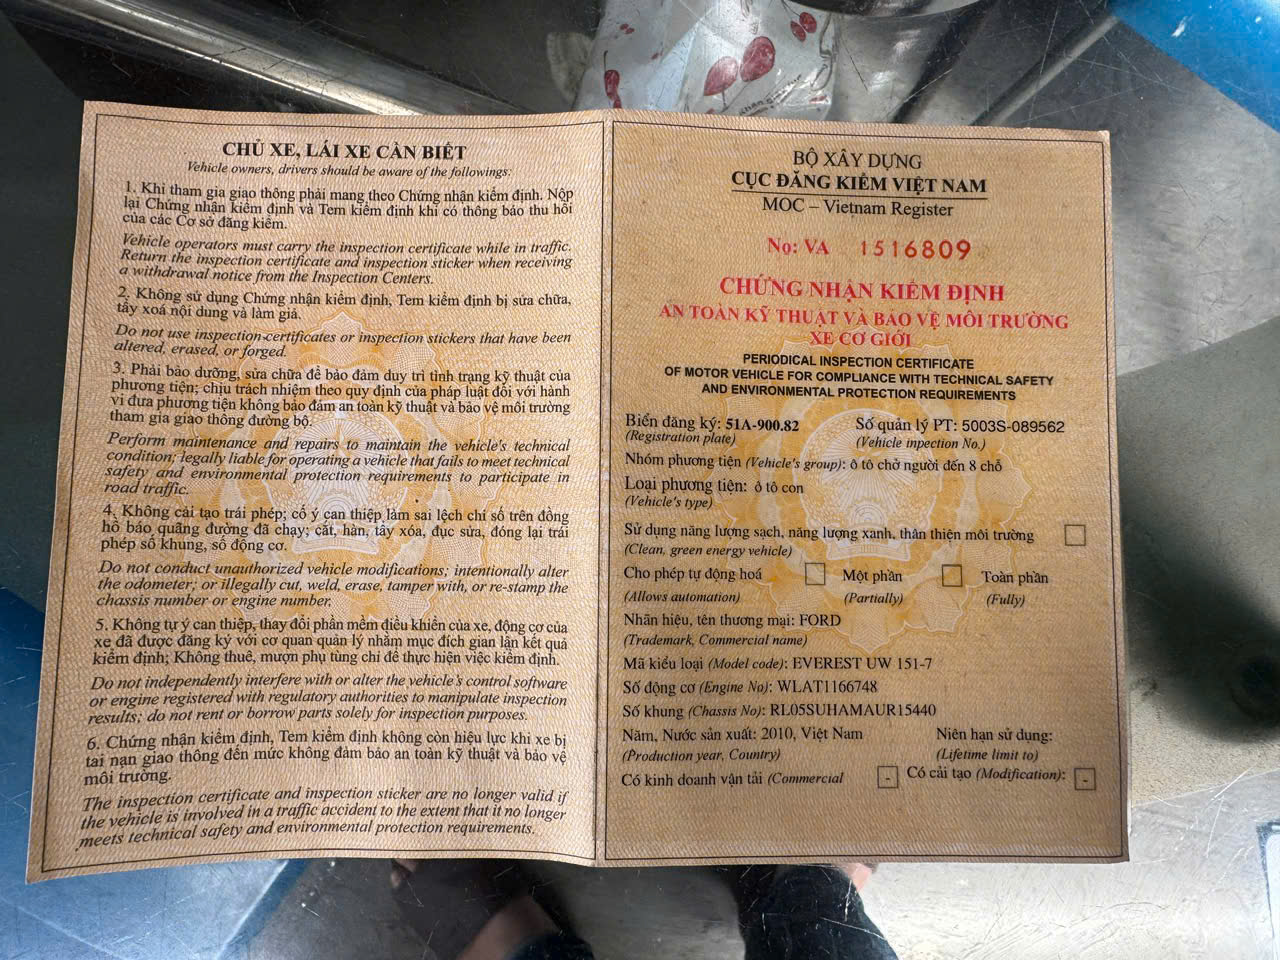 CHỦ XE, LÁI XE CẦN BIẾT
Vehicle owners, drivers should be aware of the followings:
1. Khi tham gia giao thông phải mang theo Chứng nhận kiểm định. Nộp
lại Chứng nhận kiểm định và Tem kiểm định khi có thông báo thu hồi
của các Cơ sở đăng kiểm.
Vehicle operators must carry the inspection certificate while in traffic.
Return the inspection certificate and inspection sticker when receiving
a withdrawal notice from the Inspection Centers.
2. Không sử dụng Chứng nhận kiểm định, Tem kiểm định bị sửa chữa,
tẩy xoá nội dung và làm giả.
Do not use inspection certificates or inspection stickers that have been
altered, erased, or forged.
3. Phải bảo dưỡng, sửa chữa để bảo đảm duy trì tình trạng kỹ thuật của
phương tiện; chịu trách nhiệm theo quy định của pháp luật đối với hành
vi đưa phương tiện không bảo đảm an toàn kỹ thuật và bảo vệ môi trường
tham gia giao thông đường bộ.
Perform maintenance and repairs to maintain the vehicle's technical
condition; legally liable for operating a vehicle that fails to meet technical
safety and environmental protection requirements to participate in
road traffic.
4. Không cải tạo trái phép; cố ý can thiệp làm sai lệch chỉ số trên đồng
hồ báo quãng đường đã chạy; cắt, hàn, tẩy xóa, đục sửa, đóng lại trái
phép số khung, số động cơ.
Do not conduct unauthorized vehicle modifications; intentionally alter
the odometer; or illegally cut, weld, erase, tamper with, or re-stamp the
chassis number or engine number.
5. Không tự ý can thiệp, thay đổi phần mềm điều khiển của xe, động cơ của
xe đã được đăng ký với cơ quan quản lý nhằm mục đích gian lận kết quả
kiểm định; Không thuê, mượn phụ tùng chỉ để thực hiện việc kiểm định.
Do not independently interfere with or alter the vehicle's control software
or engine registered with regulatory authorities to manipulate inspection
results; do not rent or borrow parts solely for inspection purposes.
6. Chứng nhận kiểm định, Tem kiểm định không còn hiệu lực khi xe bị
tai nạn giao thông đến mức không đảm bảo an toàn kỹ thuật và bảo vệ
môi trường.
The inspection certificate and inspection sticker are no longer valid if
the vehicle is involved in a traffic accident to the extent that it no longer
meets technical safety and environmental protection requirements.
BỘ XÂY DỰNG
CỤC ĐĂNG KIỂM VIỆT NAM
MOC – Vietnam Register
No: VA 1516809
CHỨNG NHẬN KIỂM ĐỊNH
AN TOÀN KỸ THUẬT VÀ BẢO VỆ MÔI TRƯỜNG
XE CƠ GIỚI
PERIODICAL INSPECTION CERTIFICATE
OF MOTOR VEHICLE FOR COMPLIANCE WITH TECHNICAL SAFETY
AND ENVIRONMENTAL PROTECTION REQUIREMENTS
Biển đăng ký: 51A-900.82 Số quản lý PT: 5003S-089562
(Registration plate) (Vehicle inpection No.)
Nhóm phương tiện (Vehicle's group): ô tô chở người đến 8 chỗ
Loại phương tiện: ô tô con
(Vehicle's type)
Sử dụng năng lượng sạch, năng lượng xanh, thân thiện môi trường
(Clean, green energy vehicle)
Cho phép tự động hoá Một phần Toàn phần
(Allows automation) (Partially) (Fully)
Nhãn hiệu, tên thương mại: FORD
(Trademark, Commercial name)
Mã kiểu loại (Model code): EVEREST UW 151-7
Số động cơ (Engine No): WLAT1166748
Số khung (Chassis No): RL05SUHAMAUR15440
Năm, Nước sản xuất: 2010, Việt Nam Niên hạn sử dụng:
(Production year, Country) (Lifetime limit to)
Có kinh doanh vận tải (Commercial - Có cải tạo (Modification): -